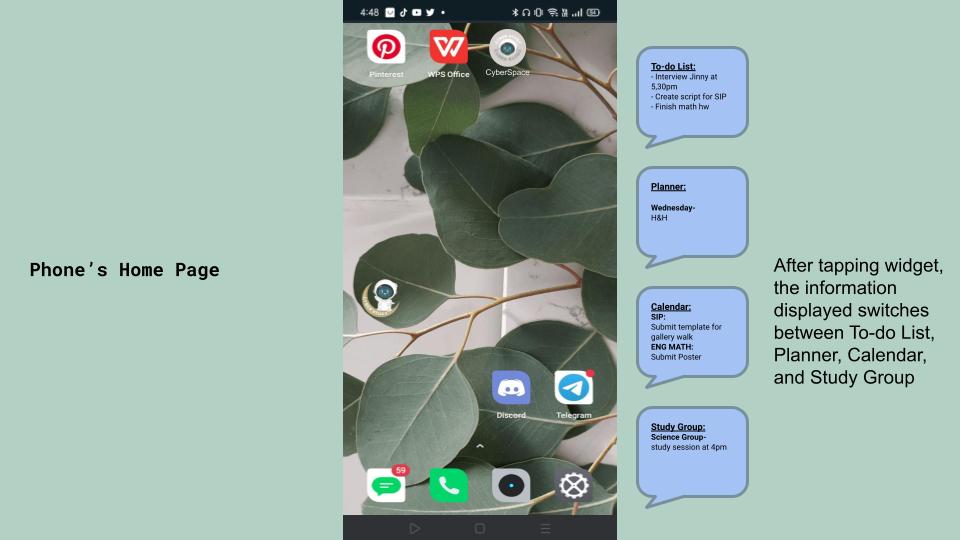 Phone's Home Page
4:48
54
Pinterest
WPS Office
CyberSpace
Discord
Telegram
59
To-do List:
- Interview Jinny at
5,30pm
- Create script for SIP
- Finish math hw
Planner:
Wednesday-
H&H
Calendar:
SIP:
Submit template for
gallery walk
ENG MATH:
Submit Poster
Study Group:
Science Group-
study session at 4pm
After tapping widget,
the information
displayed switches
between To-do List,
Planner, Calendar,
and Study Group